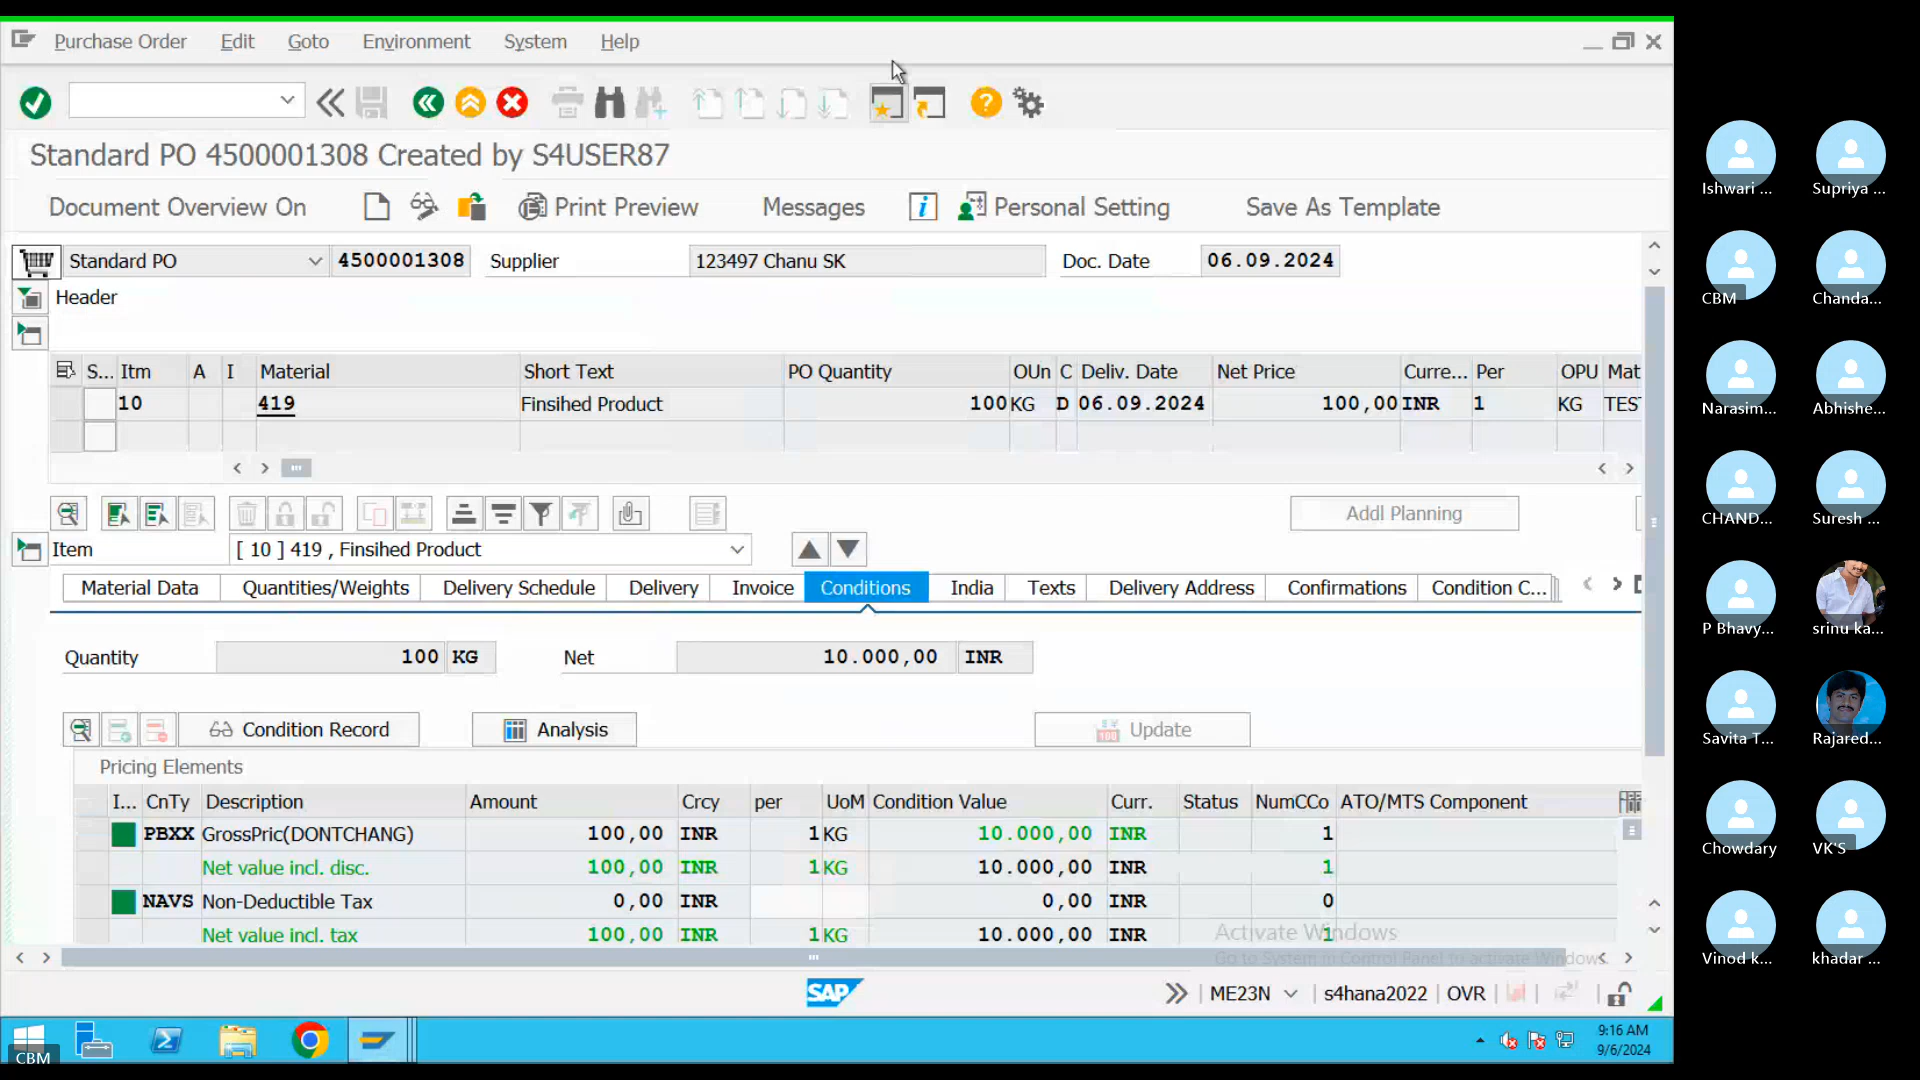 Purchase Order Edit Goto Environment System Help
Standard PO 4500001308 Created by S4USER87
Document Overview On Print Preview Messages Personal Setting Save As Template
Standard PO 4500001308 Supplier 123497 Chanu SK Doc. Date 06.09.2024
Header
S... Itm A I Material Short Text PO Quantity OUn C Deliv. Date Net Price Curre... Per OPU Mat
10 419 Finsihed Product 100 KG D 06.09.2024 100,00 INR 1 KG TES
Addl Planning
Item [ 10 ] 419 , Finsihed Product
Material Data Quantities/Weights Delivery Schedule Delivery Invoice Conditions India Texts Delivery Address Confirmations Condition C...
Quantity 100 KG Net 10.000,00 INR
Condition Record Analysis Update
Pricing Elements
I... CnTy Description Amount Crcy per UoM Condition Value Curr. Status NumCCo ATO/MTS Component
PBXX GrossPric(DONTCHANG) 100,00 INR 1 KG 10.000,00 INR 1
Net value incl. disc. 100,00 INR 1 KG 10.000,00 INR 1
NAVS Non-Deductible Tax 0,00 INR 0,00 INR 0
Net value incl. tax 100,00 INR 1 KG 10.000,00 INR 1
Activate Windows
Go to System in Control Panel to activate Windows.
SAP ME23N s4hana2022 OVR
CBM
9:16 AM
9/6/2024
Ishwari ... Supriya ...
CBM Chanda...
Narasim... Abhishe...
CHAND... Suresh ...
P Bhavy... srinu ka...
Savita T... Rajared...
Chowdary VK'S
Vinod k... khadar ...